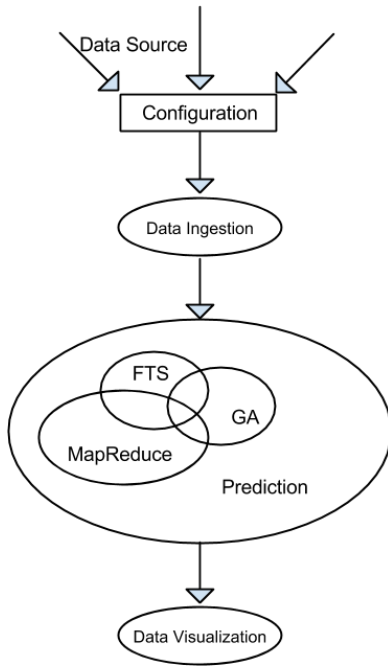 Data Source
Configuration
Data Ingestion
FTS
GA
MapReduce
Prediction
Data Visualization